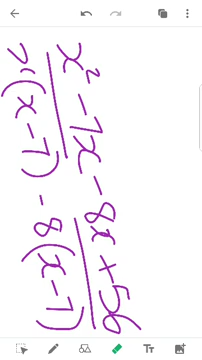 x² - 7x - 8x + 56
x(x - 7) - 8(x - 7)